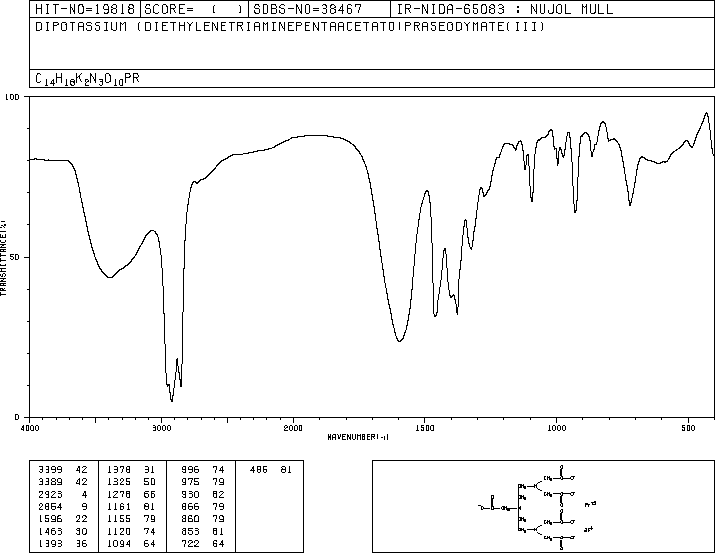 HIT-NO=19818 SCORE= ( ) SDBS-NO=38467 IR-NIDA-65083 : NUJOL MULL
DIPOTASSIUM (DIETHYLENETRIAMINEPENTAACETATO)PRASEODYMATE(III)
C14H18K2N3O10PR
100
TRANSMITTANCE(%)
50
0
4000 3000 2000 1500 1000 500
WAVENUMBER(-1)
3399 42 1378 31 996 74 486 81
3389 42 1325 50 975 79
2923 4 1278 66 930 62
2854 9 1161 81 866 79
1596 22 1155 79 860 79
1463 30 1120 74 853 81
1393 36 1094 64 722 64